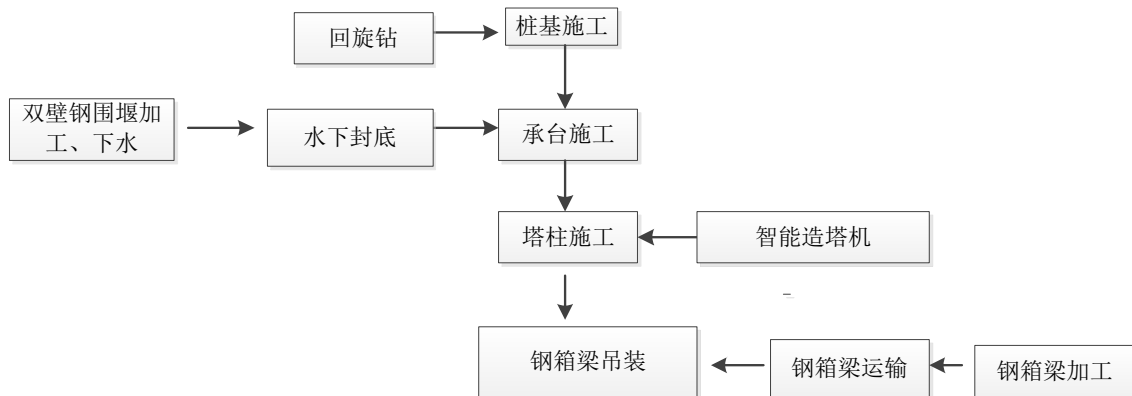 回旋钻
桩基施工
双壁钢围堰加
工、下水
水下封底
承台施工
塔柱施工
智能造塔机
钢箱梁吊装
钢箱梁运输
钢箱梁加工